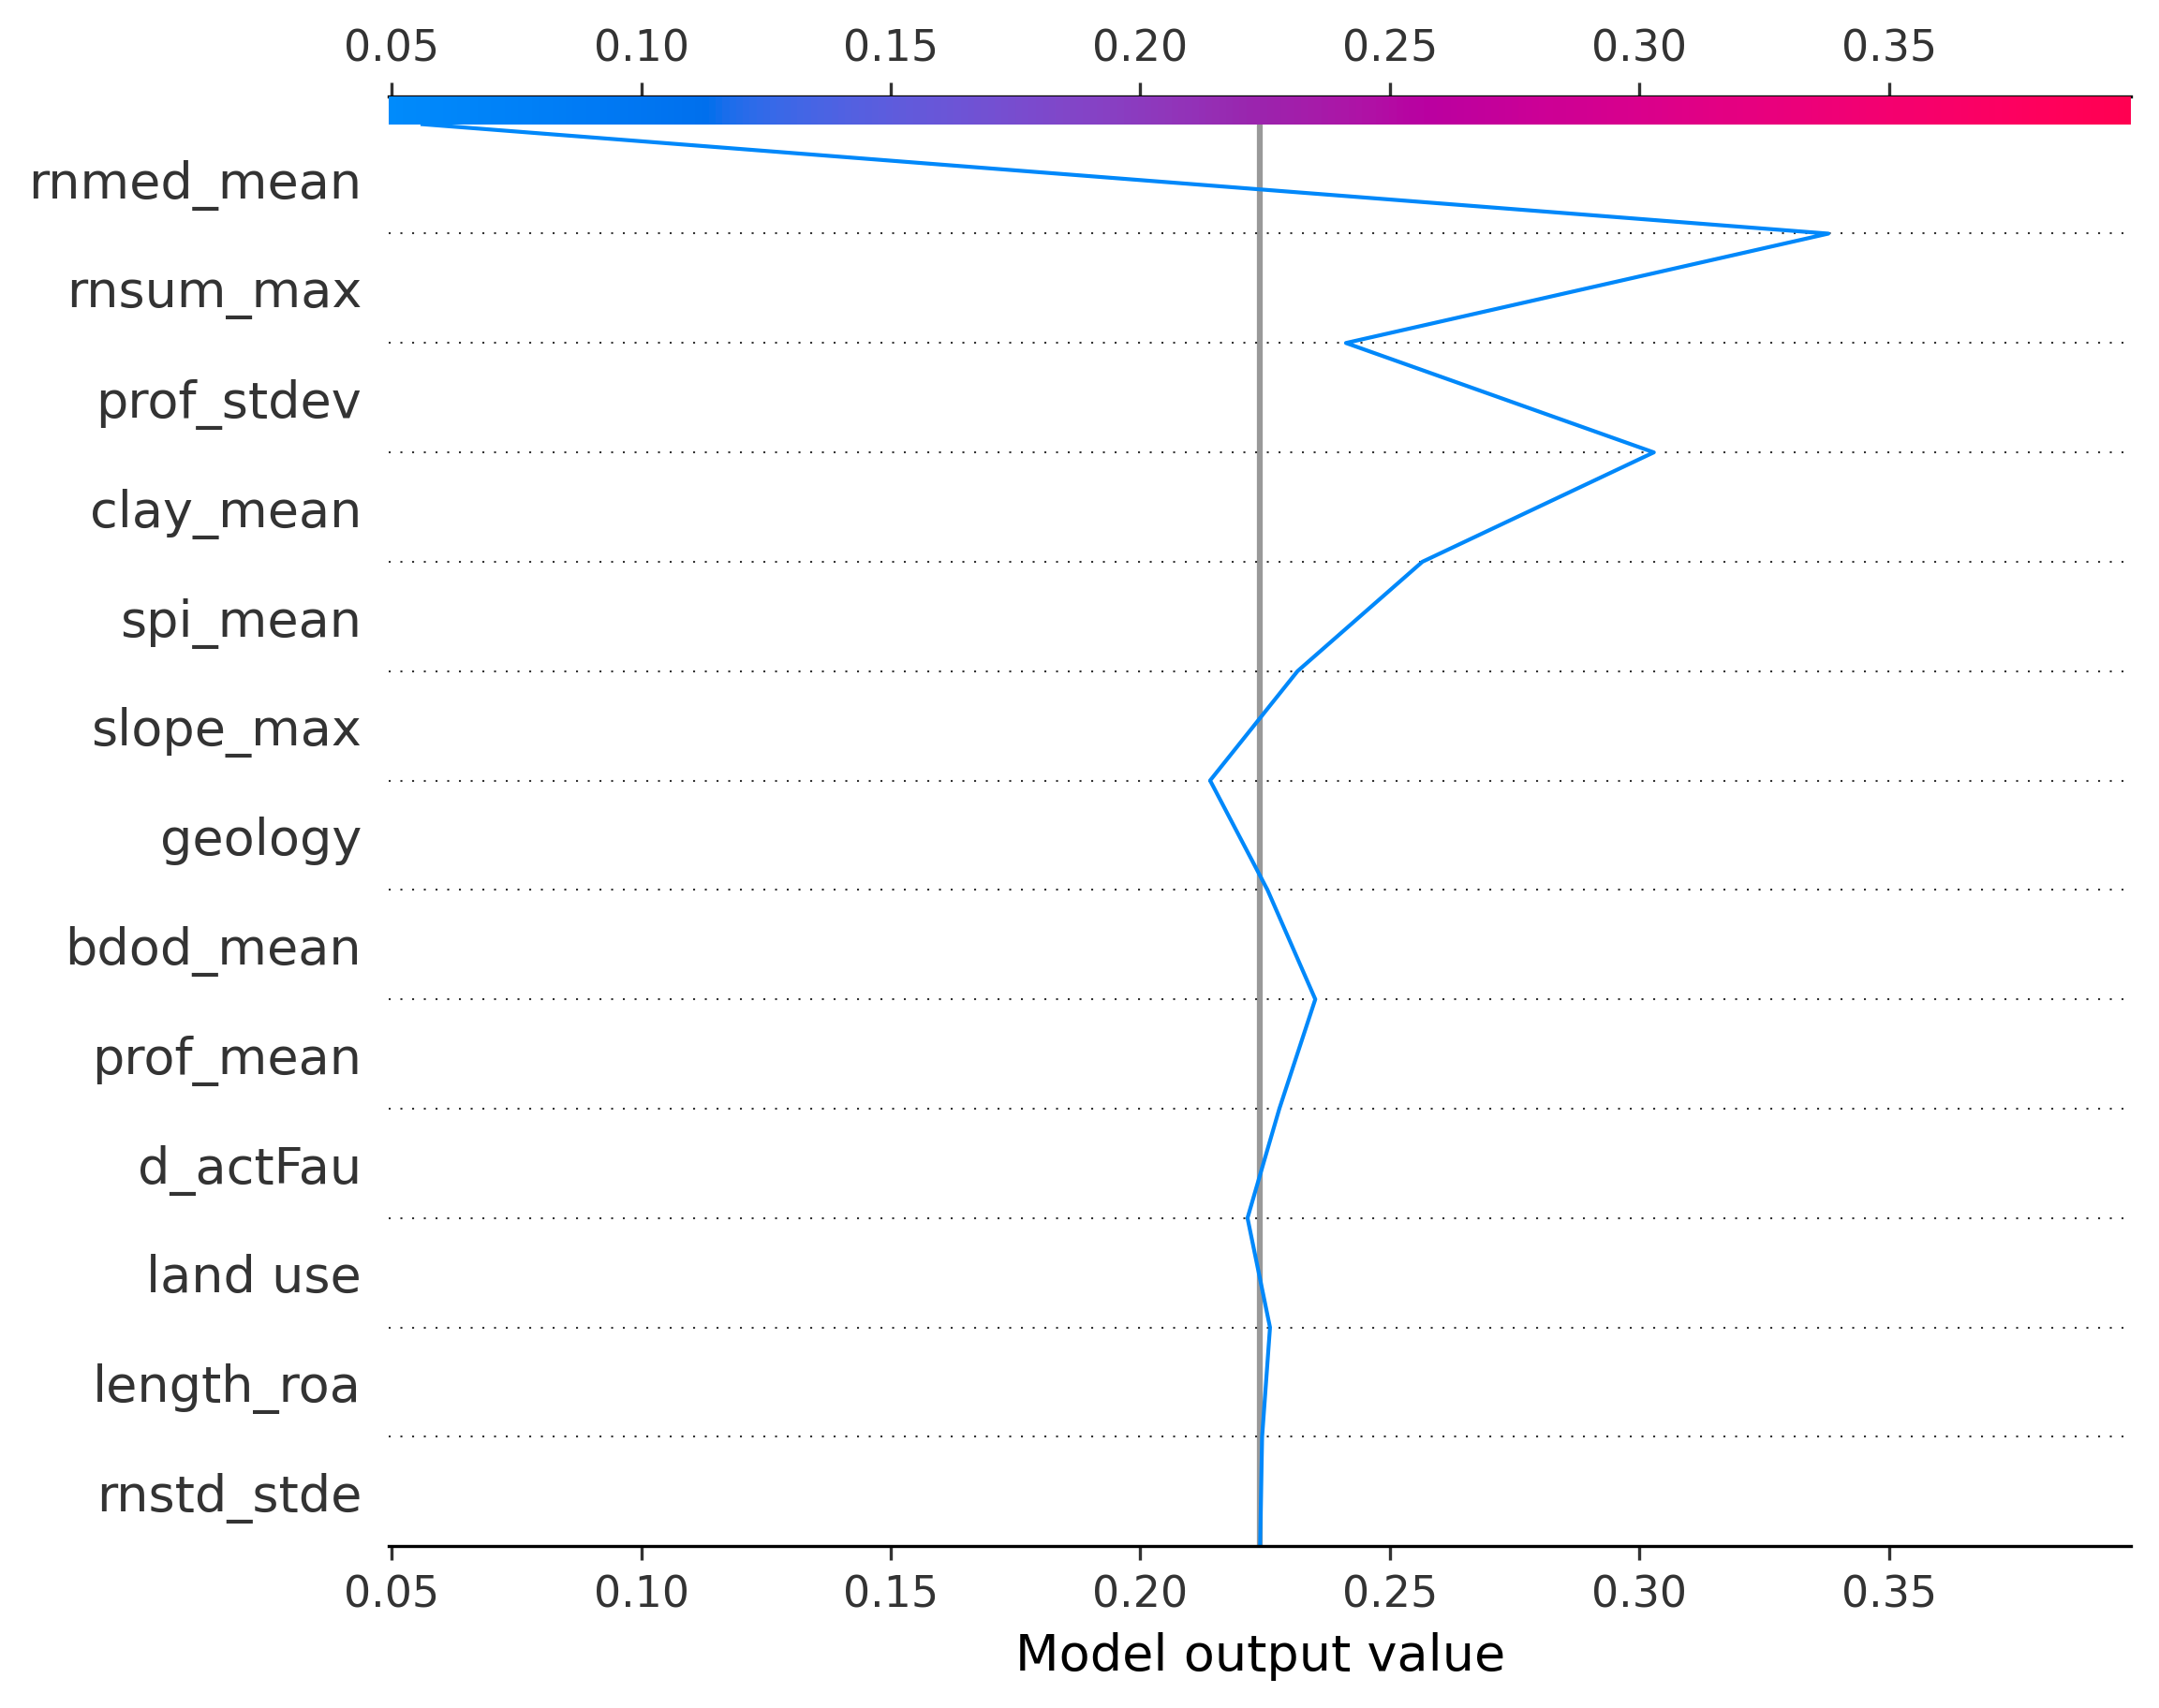 0.05 0.10 0.15 0.20 0.25 0.30 0.35
rnmed_mean
rnsum_max
prof_stdev
clay_mean
spi_mean
slope_max
geology
bdod_mean
prof_mean
d_actFau
land use
length_roa
rnstd_stde
0.05 0.10 0.15 0.20 0.25 0.30 0.35
Model output value